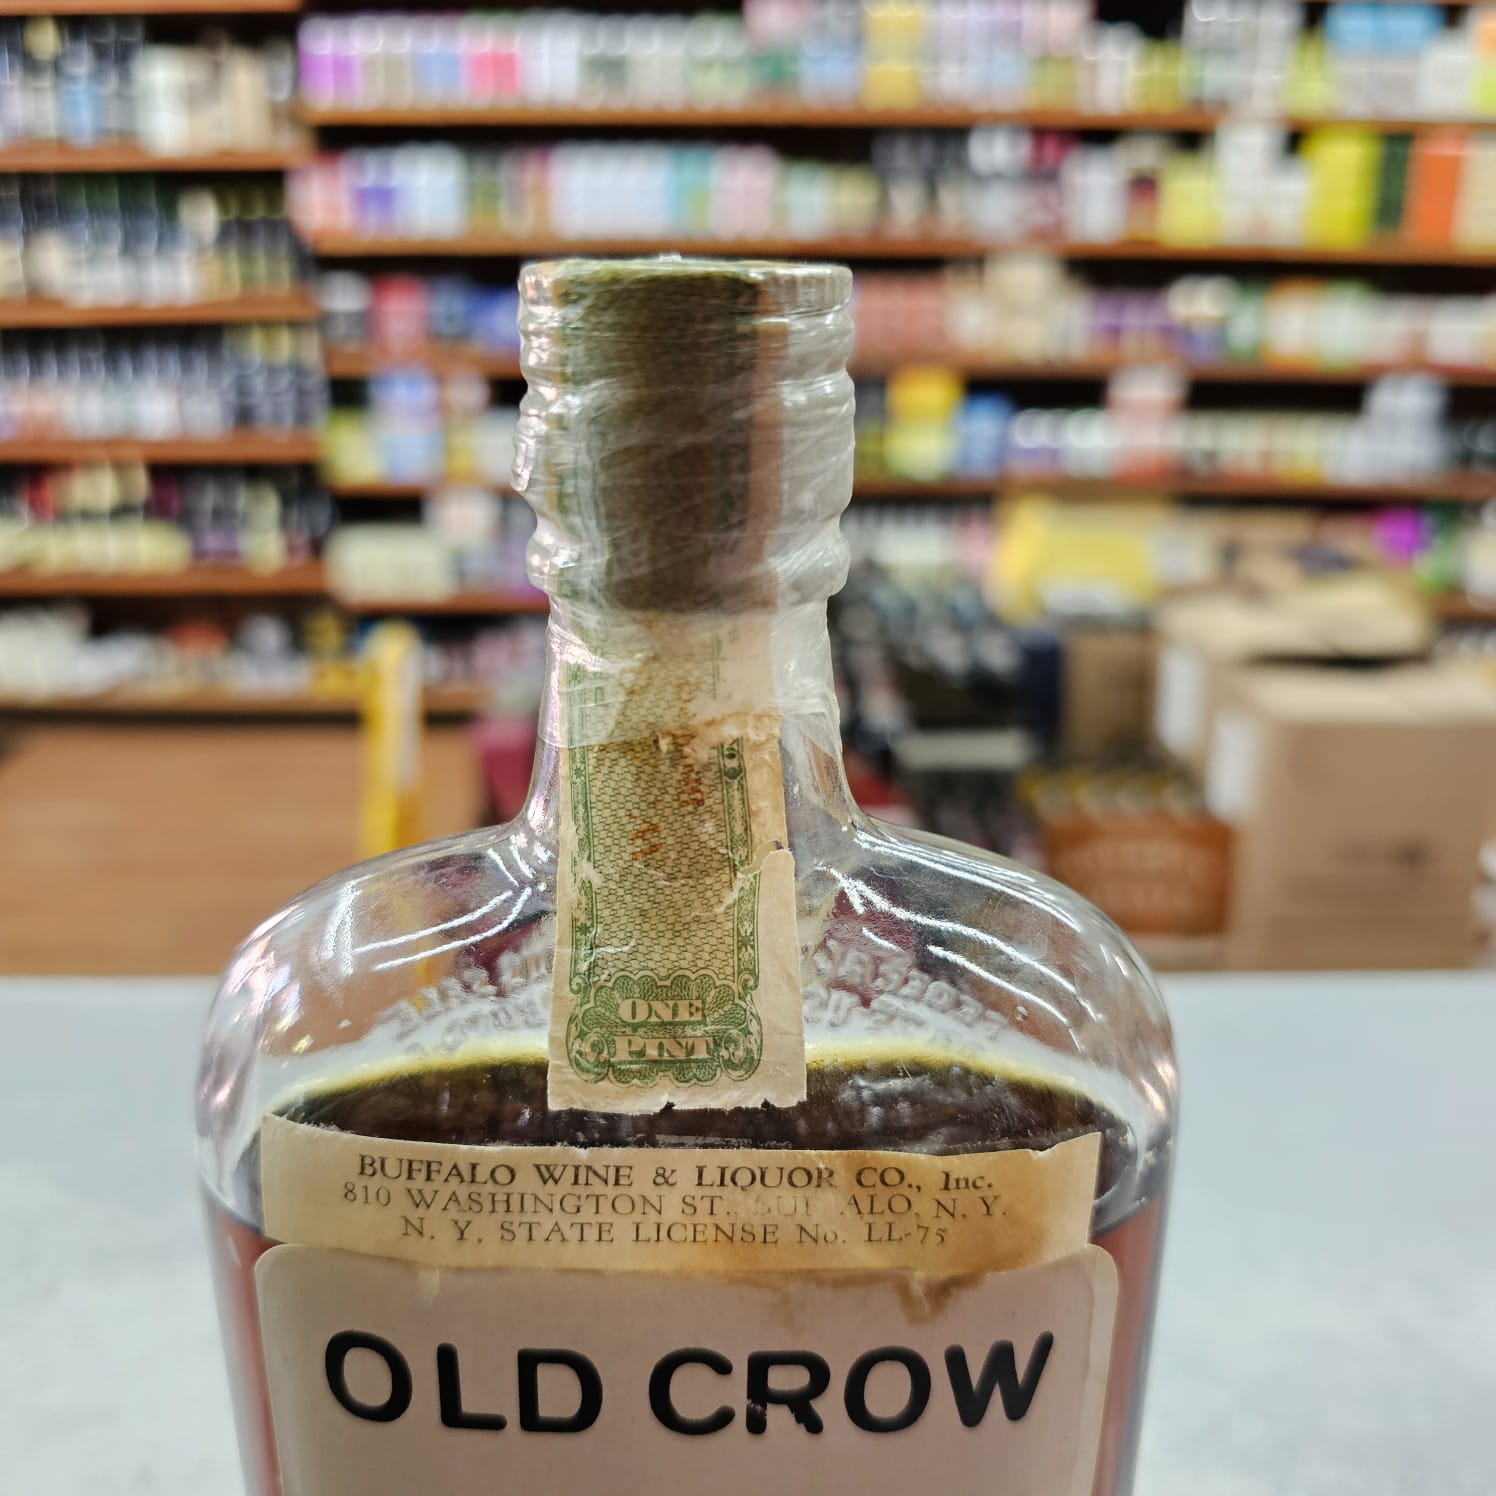 ONE
PINT
BUFFALO WINE & LIQUOR CO., Inc.
810 WASHINGTON ST., BUFFALO, N. Y.
N. Y. STATE LICENSE No. LL-75
OLD CROW